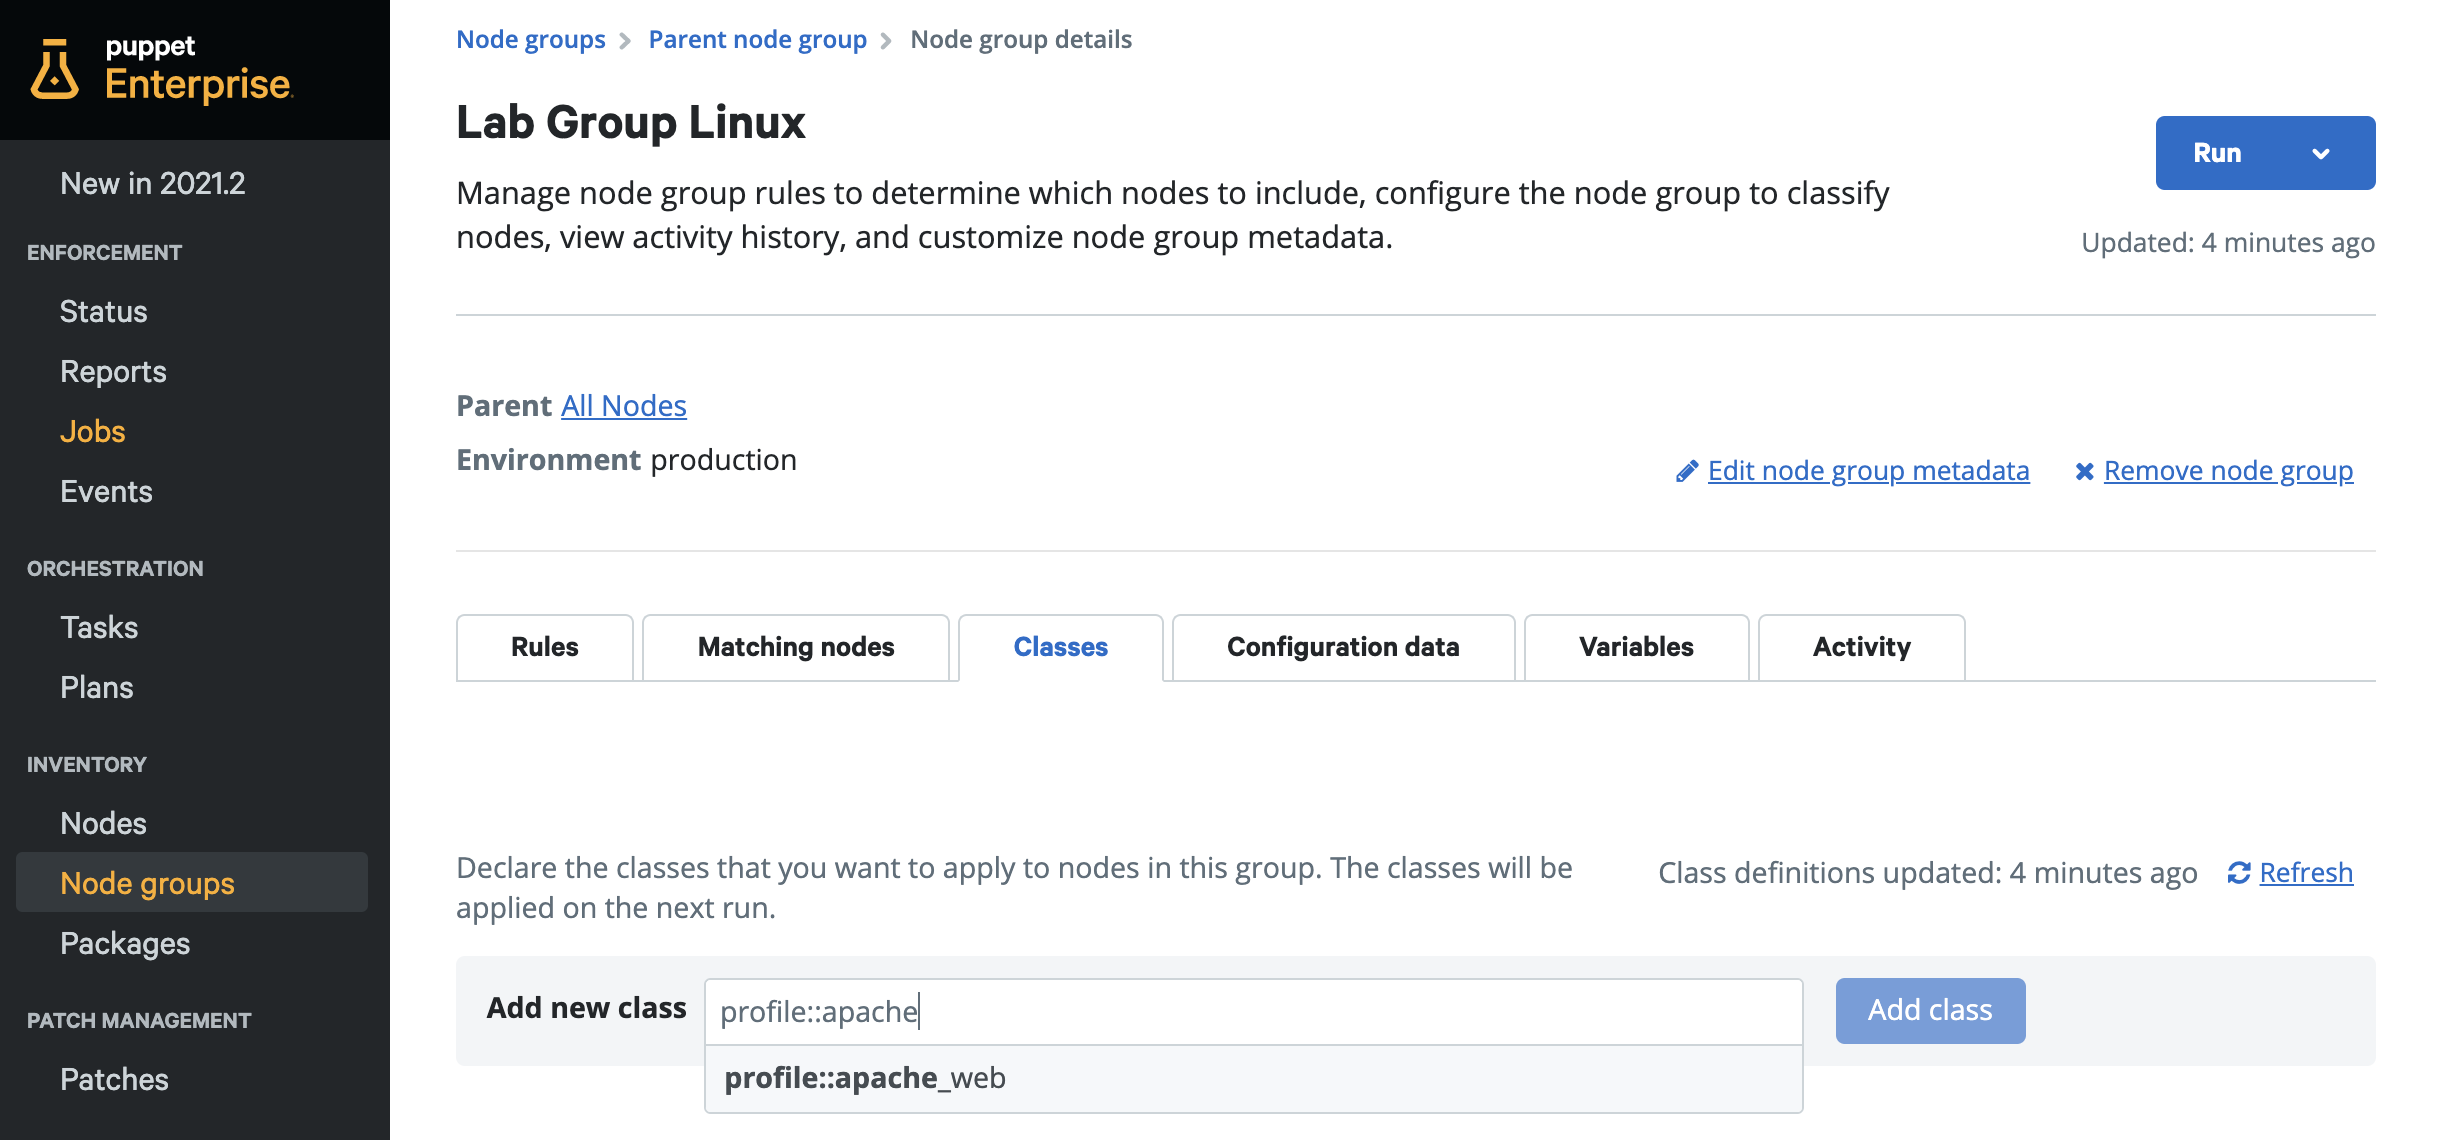 puppet
Enterprise.
New in 2021.2
ENFORCEMENT
Status
Reports
Jobs
Events
ORCHESTRATION
Tasks
Plans
INVENTORY
Nodes
Node groups
Packages
PATCH MANAGEMENT
Patches
Node groups > Parent node group > Node group details
Lab Group Linux
Manage node group rules to determine which nodes to include, configure the node group to classify
nodes, view activity history, and customize node group metadata.
Run
Updated: 4 minutes ago
Parent All Nodes
Environment production
Edit node group metadata
Remove node group
Rules
Matching nodes
Classes
Configuration data
Variables
Activity
Declare the classes that you want to apply to nodes in this group. The classes will be
applied on the next run.
Class definitions updated: 4 minutes ago
Refresh
Add new class
profile::apache
Add class
profile::apache_web